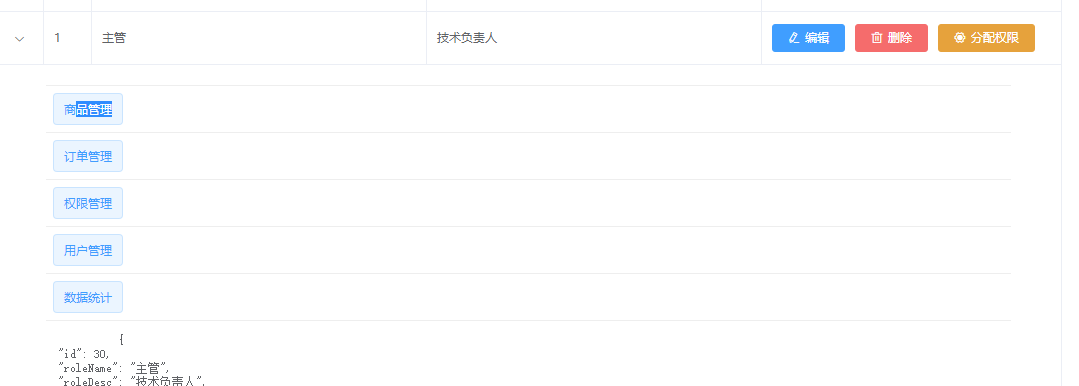 1 主管 技术负责人 编辑 删除 分配权限
商品管理
订单管理
权限管理
用户管理
数据统计
{
"id": 30,
"roleName": "主管",
"roleDesc": "技术负责人",